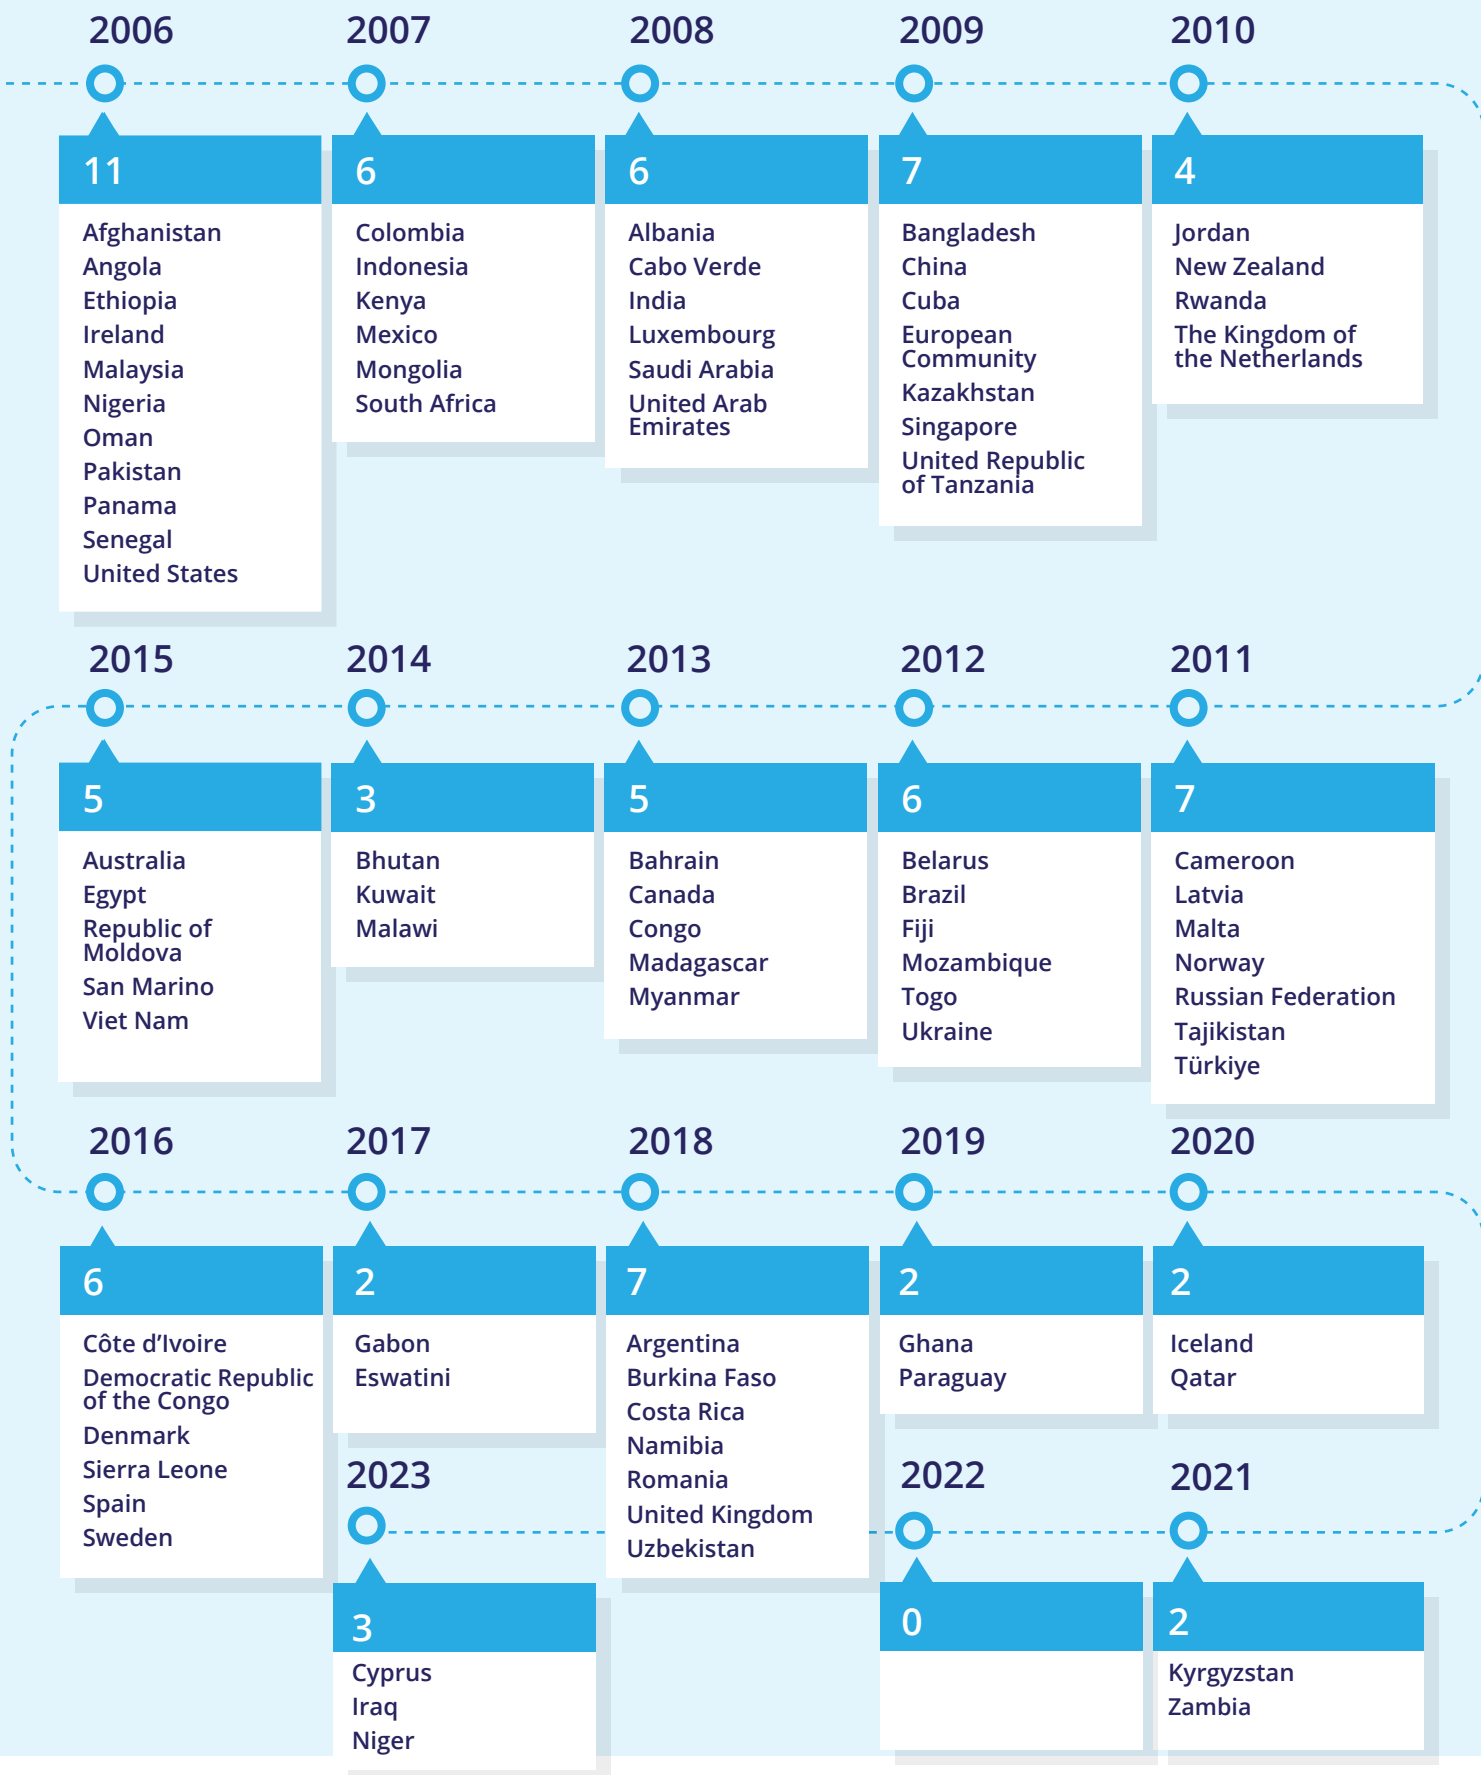 2006
11
Afghanistan
Angola
Ethiopia
Ireland
Malaysia
Nigeria
Oman
Pakistan
Panama
Senegal
United States
2007
6
Colombia
Indonesia
Kenya
Mexico
Mongolia
South Africa
2008
6
Albania
Cabo Verde
India
Luxembourg
Saudi Arabia
United Arab
Emirates
2009
7
Bangladesh
China
Cuba
European
Community
Kazakhstan
Singapore
United Republic
of Tanzania
2010
4
Jordan
New Zealand
Rwanda
The Kingdom of
the Netherlands
2015
5
Australia
Egypt
Republic of
Moldova
San Marino
Viet Nam
2014
3
Bhutan
Kuwait
Malawi
2013
5
Bahrain
Canada
Congo
Madagascar
Myanmar
2012
6
Belarus
Brazil
Fiji
Mozambique
Togo
Ukraine
2011
7
Cameroon
Latvia
Malta
Norway
Russian Federation
Tajikistan
Türkiye
2016
6
Côte d’Ivoire
Democratic Republic
of the Congo
Denmark
Sierra Leone
Spain
Sweden
2017
2
Gabon
Eswatini
2018
7
Argentina
Burkina Faso
Costa Rica
Namibia
Romania
United Kingdom
Uzbekistan
2019
2
Ghana
Paraguay
2020
2
Iceland
Qatar
2023
3
Cyprus
Iraq
Niger
2022
0
2021
2
Kyrgyzstan
Zambia